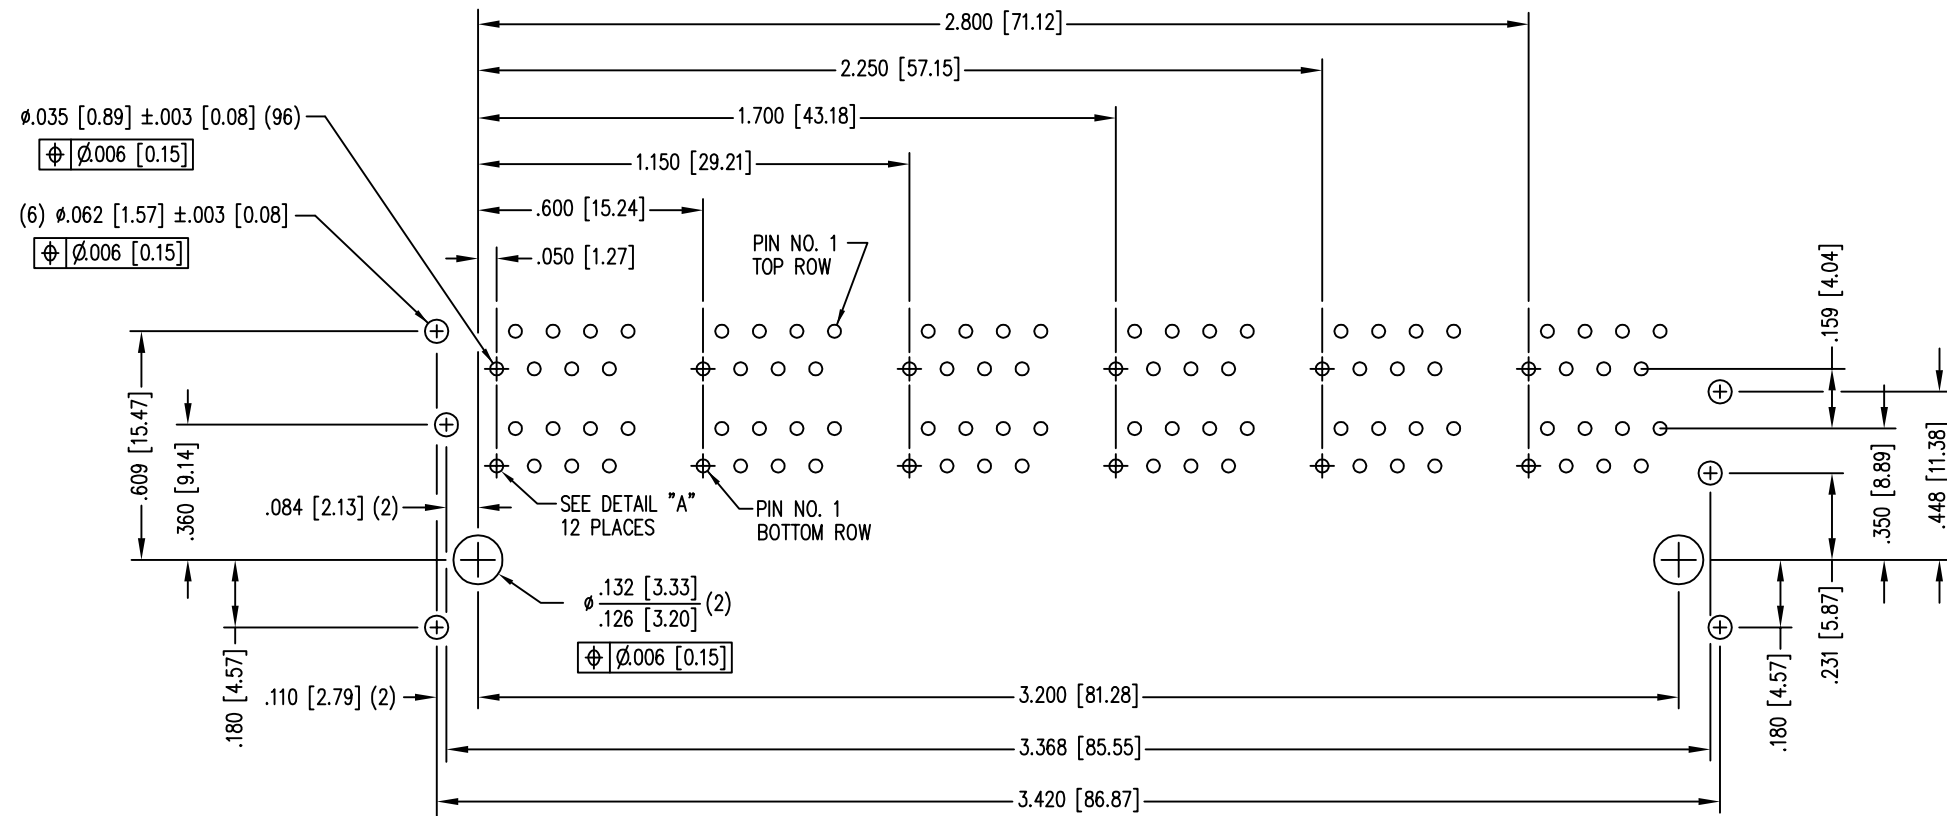 2.800 [71.12]
2.250 [57.15]
ø.035 [0.89] ±.003 [0.08] (96)
1.700 [43.18]
⌖ Ø.006 [0.15]
1.150 [29.21]
(6) ø.062 [1.57] ±.003 [0.08]
.600 [15.24]
⌖ Ø.006 [0.15]
.050 [1.27]
PIN NO. 1
TOP ROW
.159 [4.04]
.609 [15.47]
.360 [9.14]
.084 [2.13] (2)
SEE DETAIL "A"
12 PLACES
PIN NO. 1
BOTTOM ROW
.350 [8.89]
.448 [11.38]
ø .132 [3.33]
.126 [3.20] (2)
⌖ Ø.006 [0.15]
.231 [5.87]
.180 [4.57]
.110 [2.79] (2)
3.200 [81.28]
.180 [4.57]
3.368 [85.55]
3.420 [86.87]